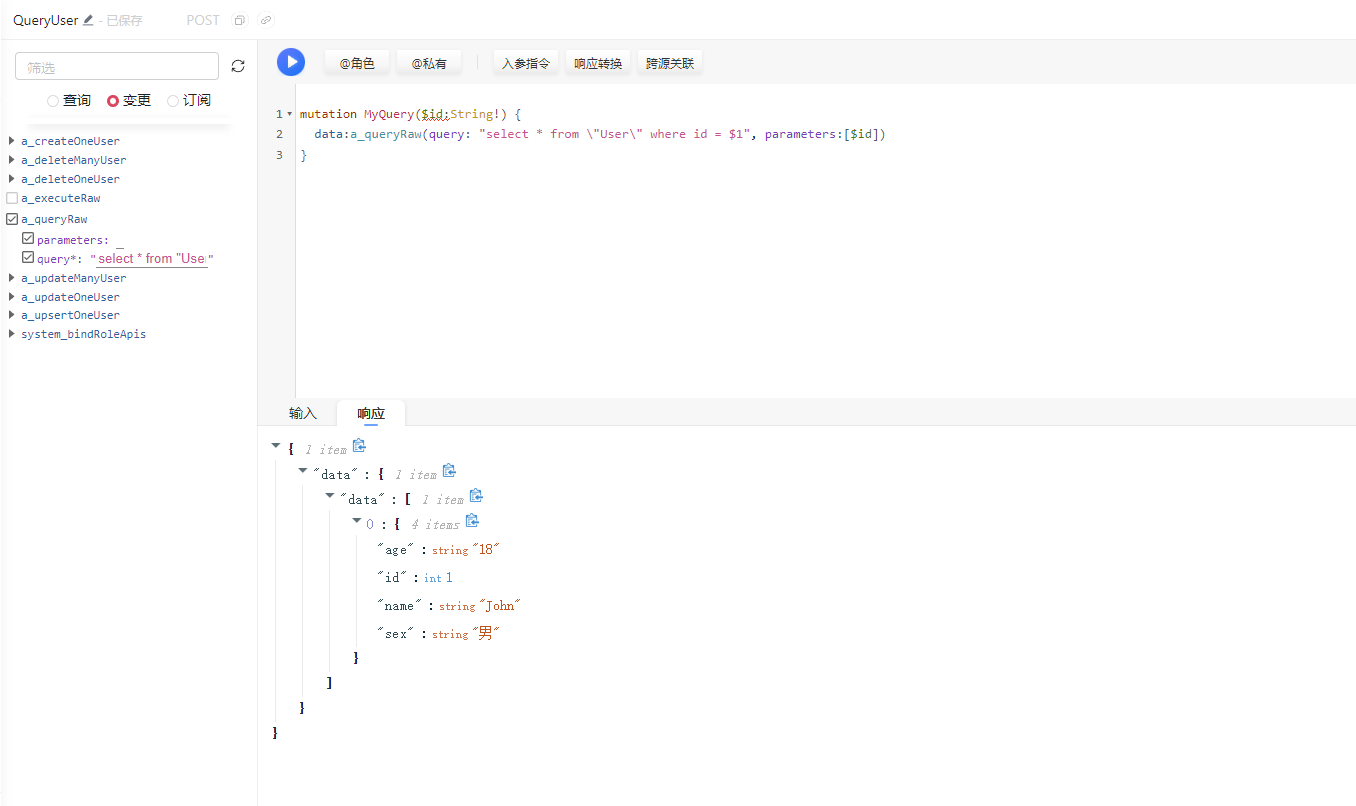 QueryUser - 已保存 POST
筛选
查询 变更 订阅
a_createOneUser
a_deleteManyUser
a_deleteOneUser
a_executeRaw
a_queryRaw
parameters: _
query*: "select * from "Use"
a_updateManyUser
a_updateOneUser
a_upsertOneUser
system_bindRoleApis
@角色 @私有 入参指令 响应转换 跨源关联
1 mutation MyQuery($id:String!) {
2 data:a_queryRaw(query: "select * from \"User\" where id = $1", parameters:[$id])
3 }
输入 响应
{ 1 item
"data" : { 1 item
"data" : [ 1 item
0 : { 4 items
"age" : string "18"
"id" : int 1
"name" : string "John"
"sex" : string "男"
}
]
}
}